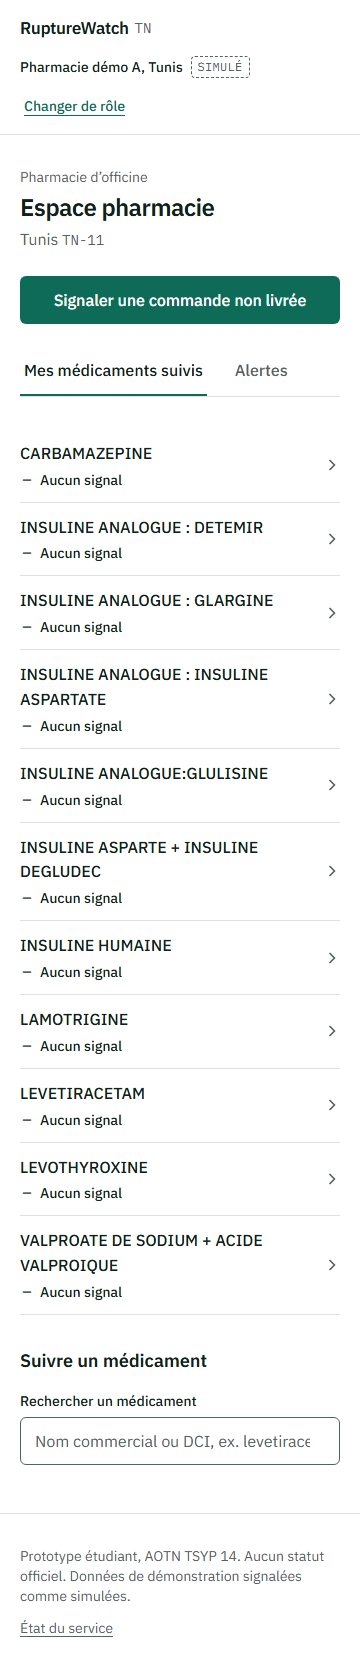 RuptureWatch TN
Pharmacie démo A, Tunis SIMULÉ
Changer de rôle
Pharmacie d’officine
Espace pharmacie
Tunis TN-11
Signaler une commande non livrée
Mes médicaments suivis Alertes
CARBAMAZEPINE
– Aucun signal
INSULINE ANALOGUE : DETEMIR
– Aucun signal
INSULINE ANALOGUE : GLARGINE
– Aucun signal
INSULINE ANALOGUE : INSULINE
ASPARTATE
– Aucun signal
INSULINE ANALOGUE:GLULISINE
– Aucun signal
INSULINE ASPARTE + INSULINE
DEGLUDEC
– Aucun signal
INSULINE HUMAINE
– Aucun signal
LAMOTRIGINE
– Aucun signal
LEVETIRACETAM
– Aucun signal
LEVOTHYROXINE
– Aucun signal
VALPROATE DE SODIUM + ACIDE
VALPROIQUE
– Aucun signal
Suivre un médicament
Rechercher un médicament
Nom commercial ou DCI, ex. levetirace
Prototype étudiant, AOTN TSYP 14. Aucun statut
officiel. Données de démonstration signalées
comme simulées.
État du service